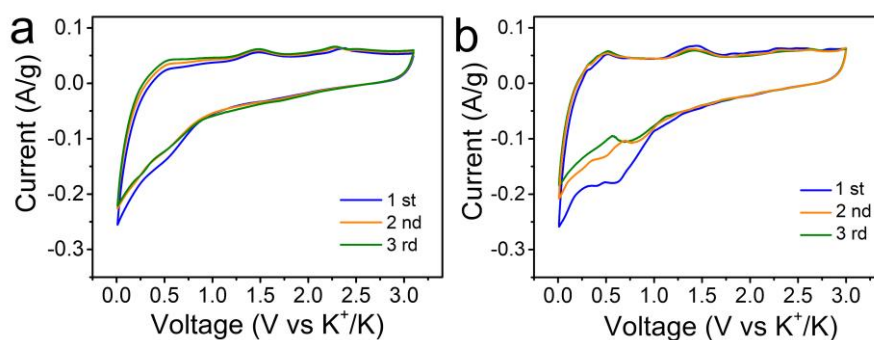 a
0.1
0.0
-0.1
-0.2
-0.3
Current (A/g)
1 st
2 nd
3 rd
0.0 0.5 1.0 1.5 2.0 2.5 3.0
Voltage (V vs K⁺/K)
b
0.1
0.0
-0.1
-0.2
-0.3
Current (A/g)
1 st
2 nd
3 rd
0.0 0.5 1.0 1.5 2.0 2.5 3.0
Voltage (V vs K⁺/K)